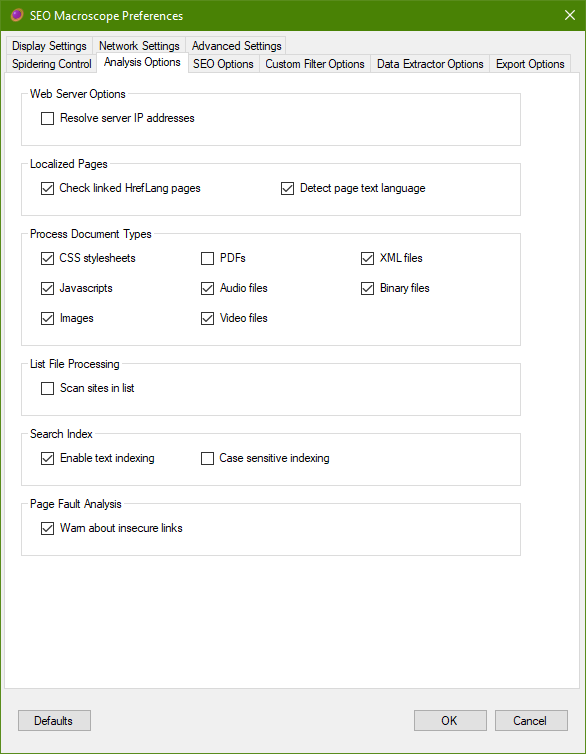 SEO Macroscope Preferences
Display Settings Network Settings Advanced Settings
Spidering Control Analysis Options SEO Options Custom Filter Options Data Extractor Options Export Options
Web Server Options
Resolve server IP addresses
Localized Pages
Check linked HrefLang pages Detect page text language
Process Document Types
CSS stylesheets PDFs XML files
Javascripts Audio files Binary files
Images Video files
List File Processing
Scan sites in list
Search Index
Enable text indexing Case sensitive indexing
Page Fault Analysis
Warn about insecure links
Defaults OK Cancel